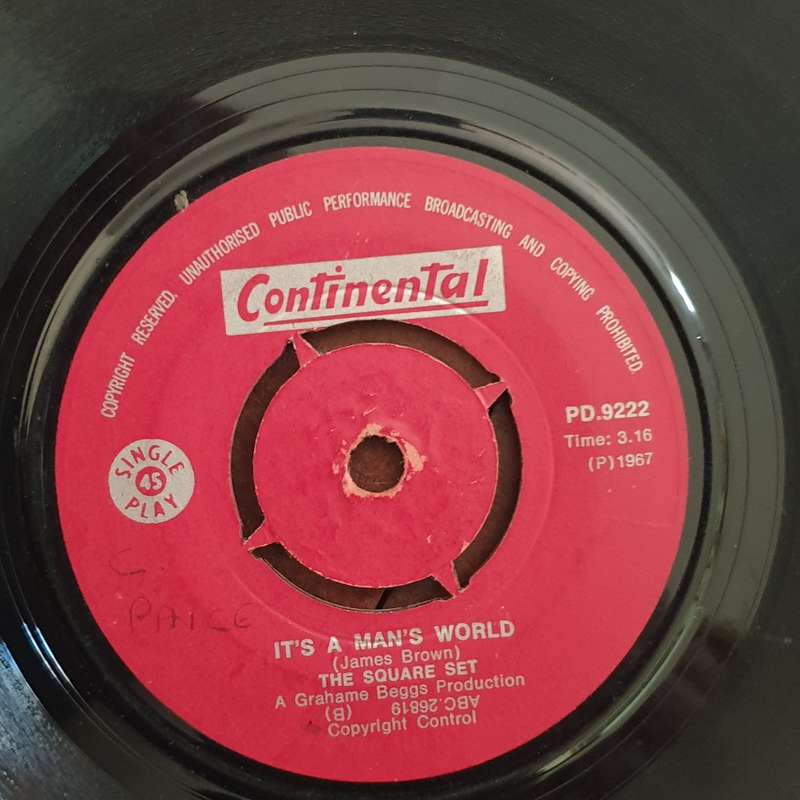 COPYRIGHT RESERVED. UNAUTHORISED PUBLIC PERFORMANCE BROADCASTING AND COPYING PROHIBITED.
Continental
PD.9222
Time: 3.16
(P)1967
SINGLE
45
PLAY
C.
PAICE
IT'S A MAN'S WORLD
(James Brown)
THE SQUARE SET
A Grahame Beggs Production
ABC.26819
(B)
Copyright Control